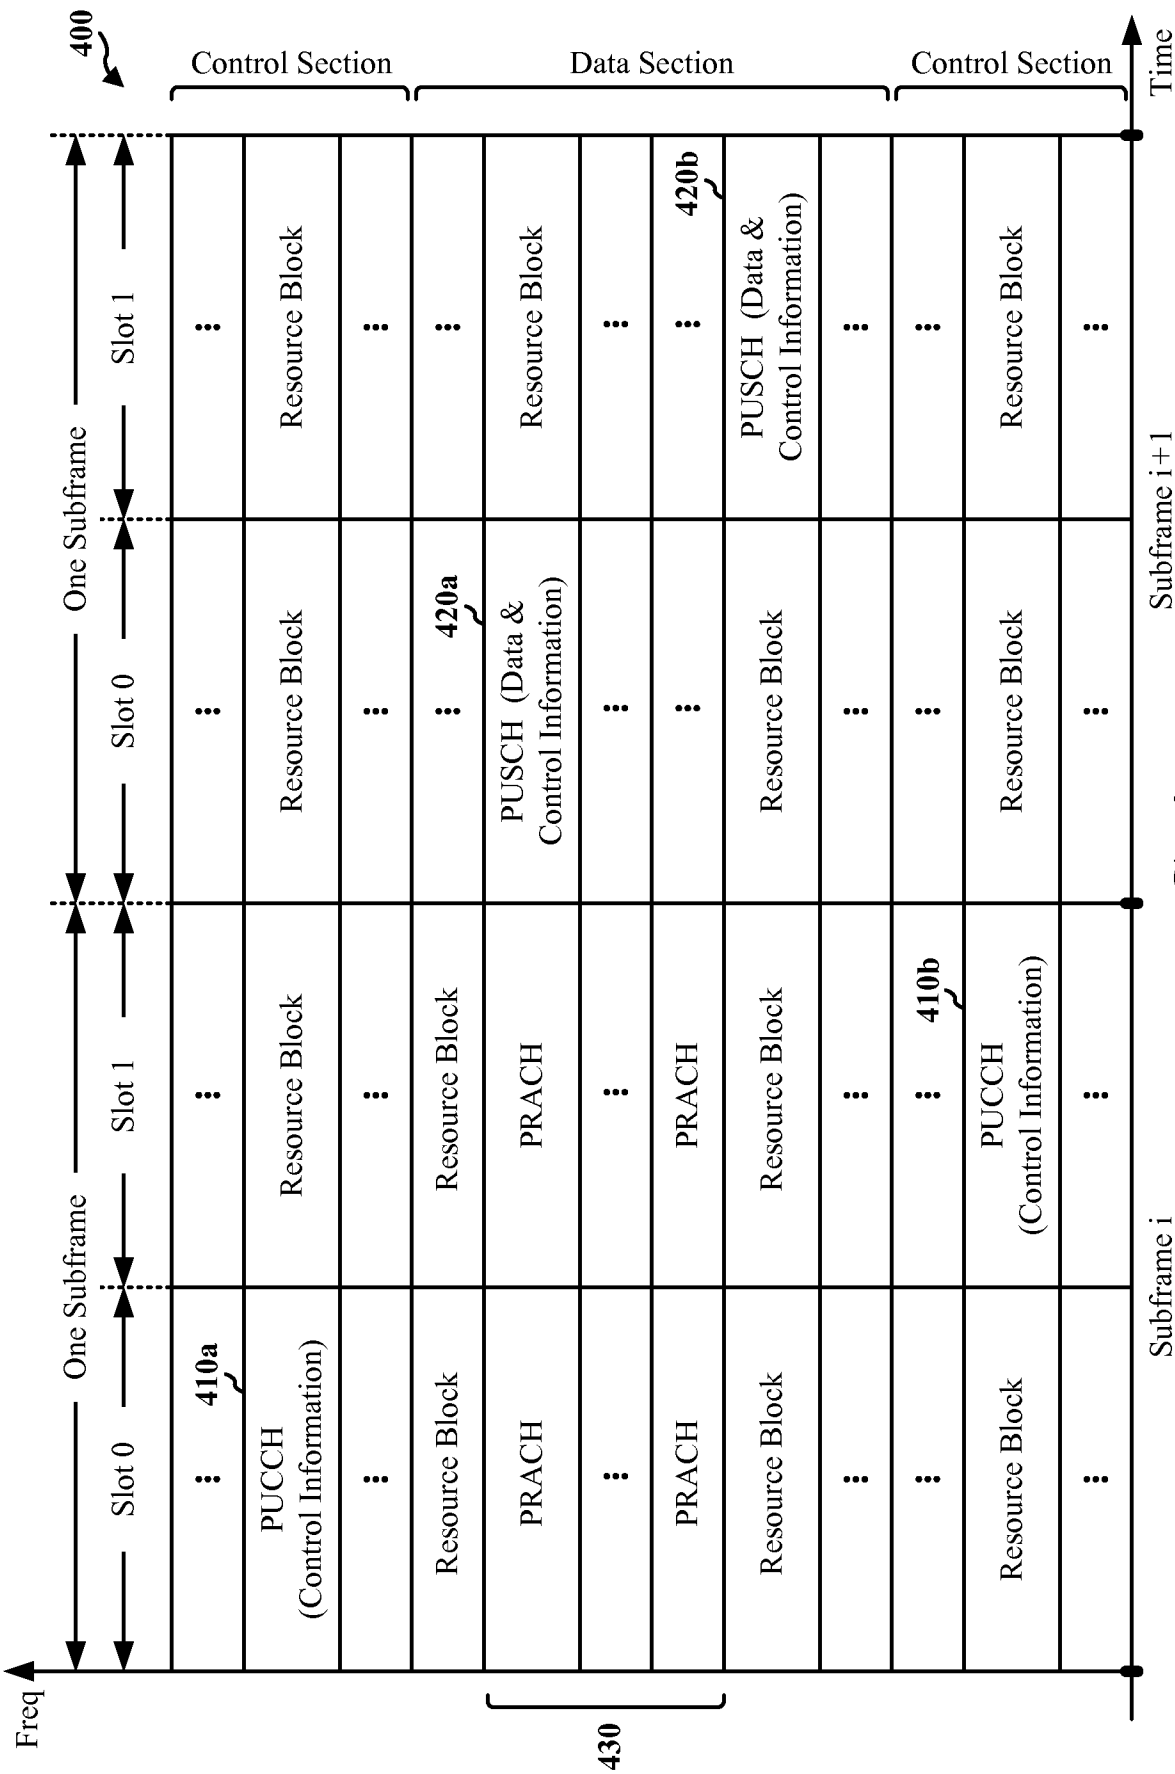 400
Freq
One Subframe
One Subframe
Slot 0
Slot 1
Slot 0
Slot 1
Control Section
410a
PUCCH
(Control Information)
Resource Block
Resource Block
Resource Block
Data Section
Resource Block
Resource Block
420a
430
PRACH
PRACH
PUSCH (Data &
Control Information)
Resource Block
PRACH
PRACH
420b
Resource Block
Resource Block
Resource Block
PUSCH (Data &
Control Information)
Control Section
410b
Resource Block
PUCCH
(Control Information)
Resource Block
Resource Block
Subframe i
Subframe i+1
Time